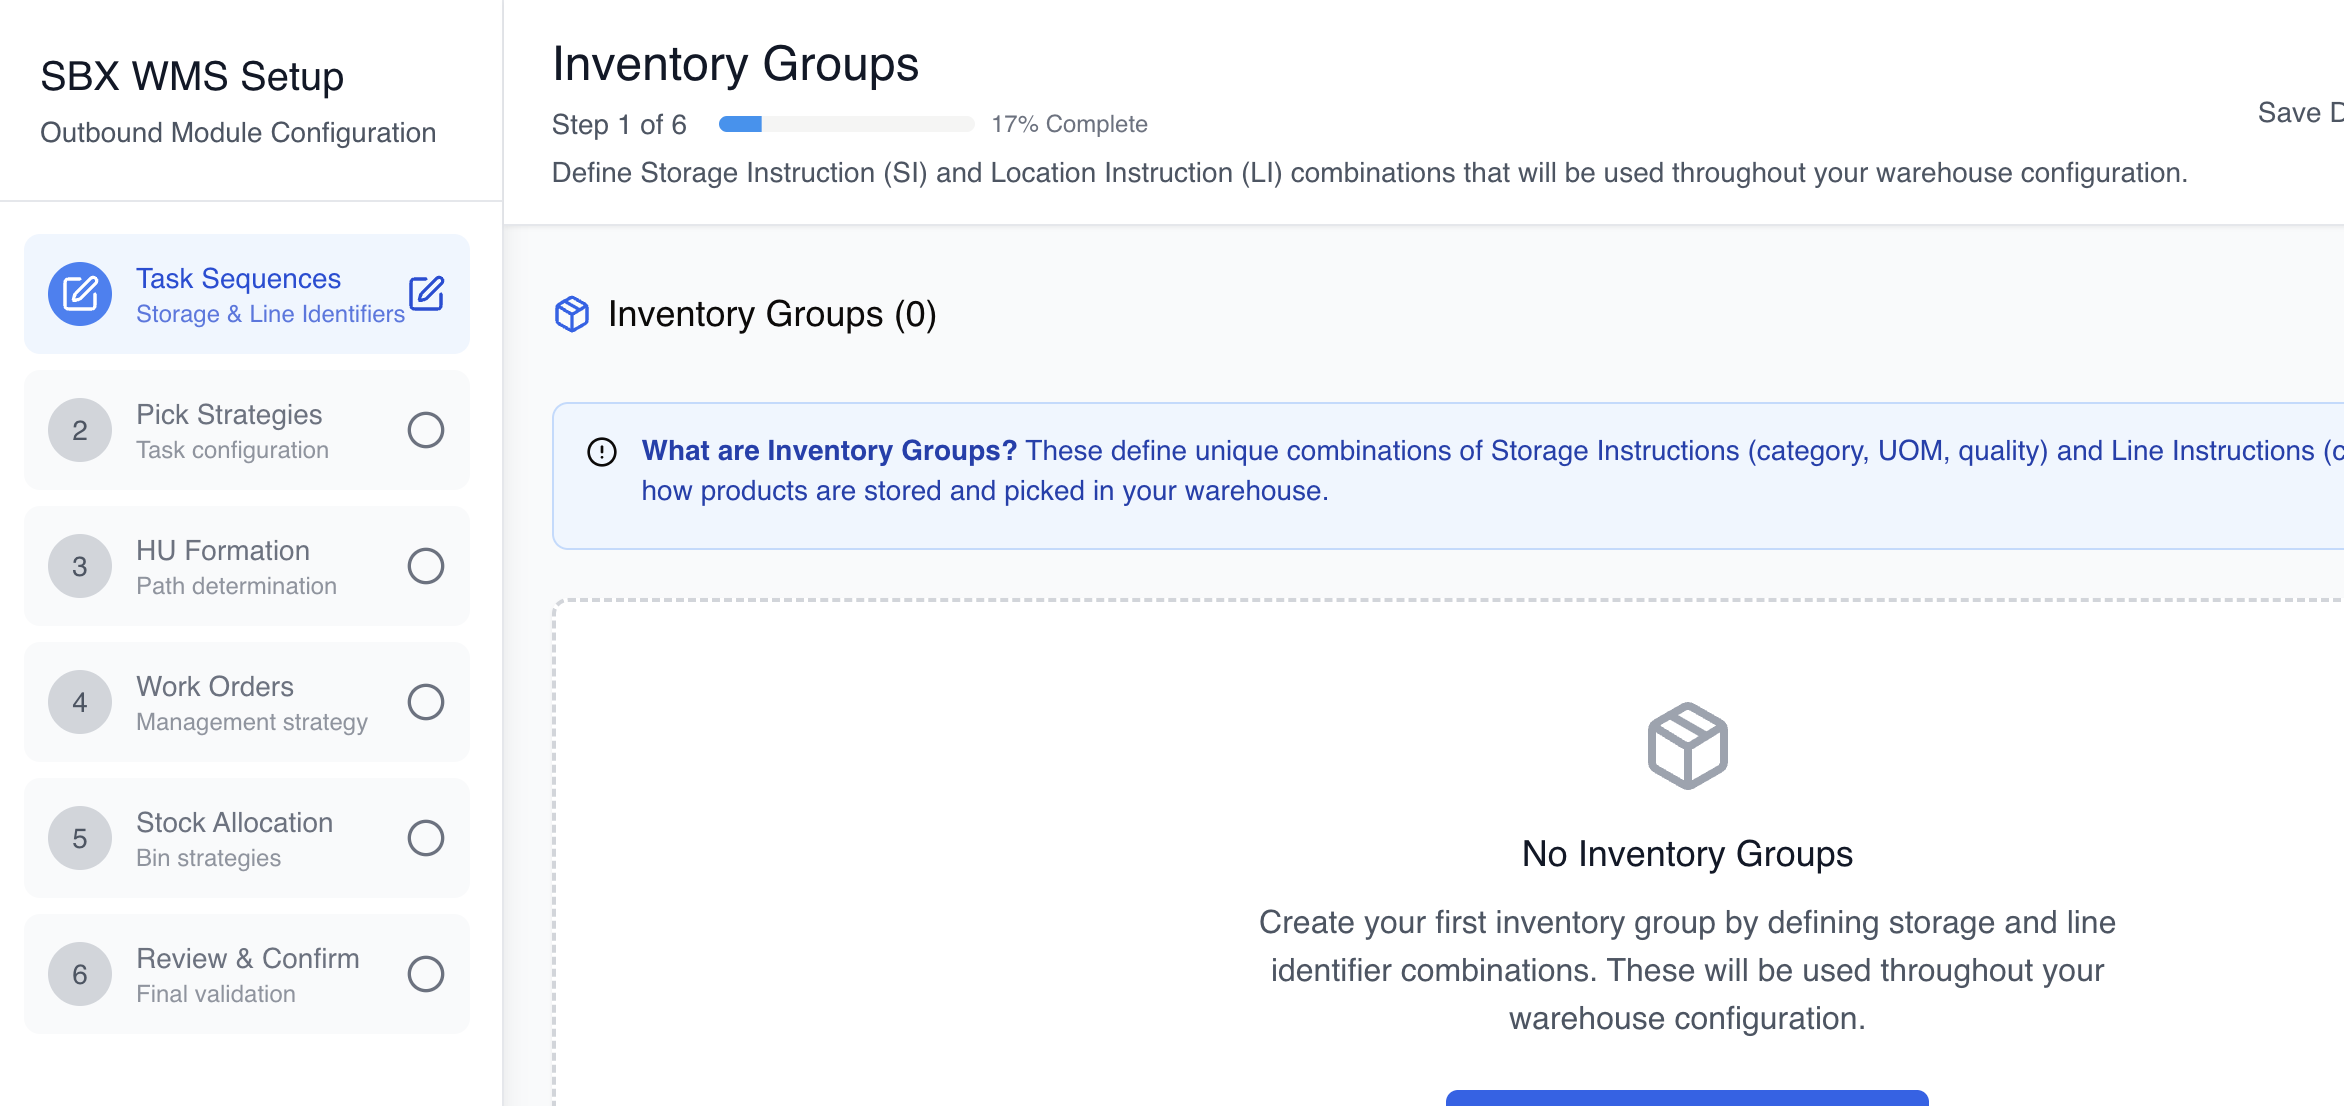 SBX WMS Setup
Outbound Module Configuration
Task Sequences
Storage & Line Identifiers
2
Pick Strategies
Task configuration
3
HU Formation
Path determination
4
Work Orders
Management strategy
5
Stock Allocation
Bin strategies
6
Review & Confirm
Final validation
Inventory Groups
Step 1 of 6
17% Complete
Save
Define Storage Instruction (SI) and Location Instruction (LI) combinations that will be used throughout your warehouse configuration.
Inventory Groups (0)
What are Inventory Groups? These define unique combinations of Storage Instructions (category, UOM, quality) and Line Instructions
how products are stored and picked in your warehouse.
No Inventory Groups
Create your first inventory group by defining storage and line
identifier combinations. These will be used throughout your
warehouse configuration.